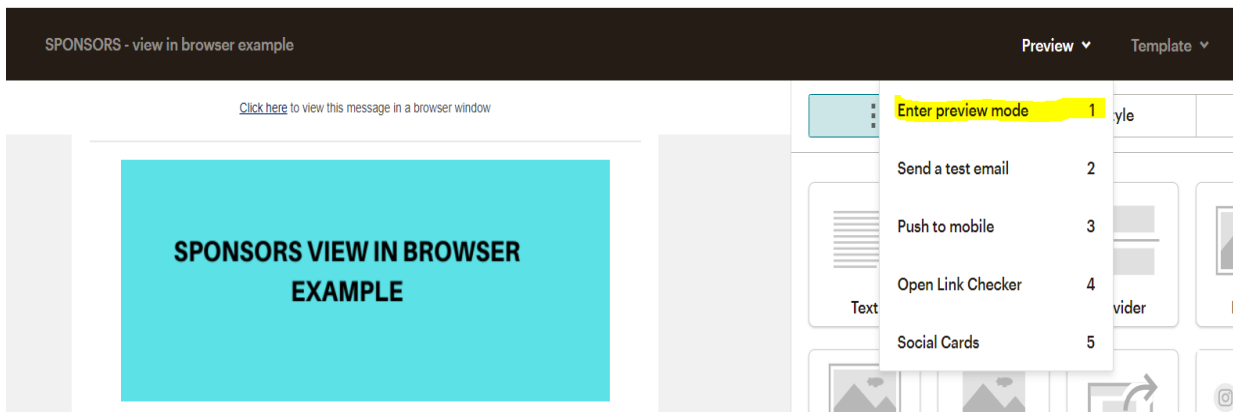 SPONSORS - view in browser example
Preview
Template
Click here to view this message in a browser window
SPONSORS VIEW IN BROWSER
EXAMPLE
Enter preview mode 1
Send a test email 2
Push to mobile 3
Open Link Checker 4
Social Cards 5
yle
Text
vider